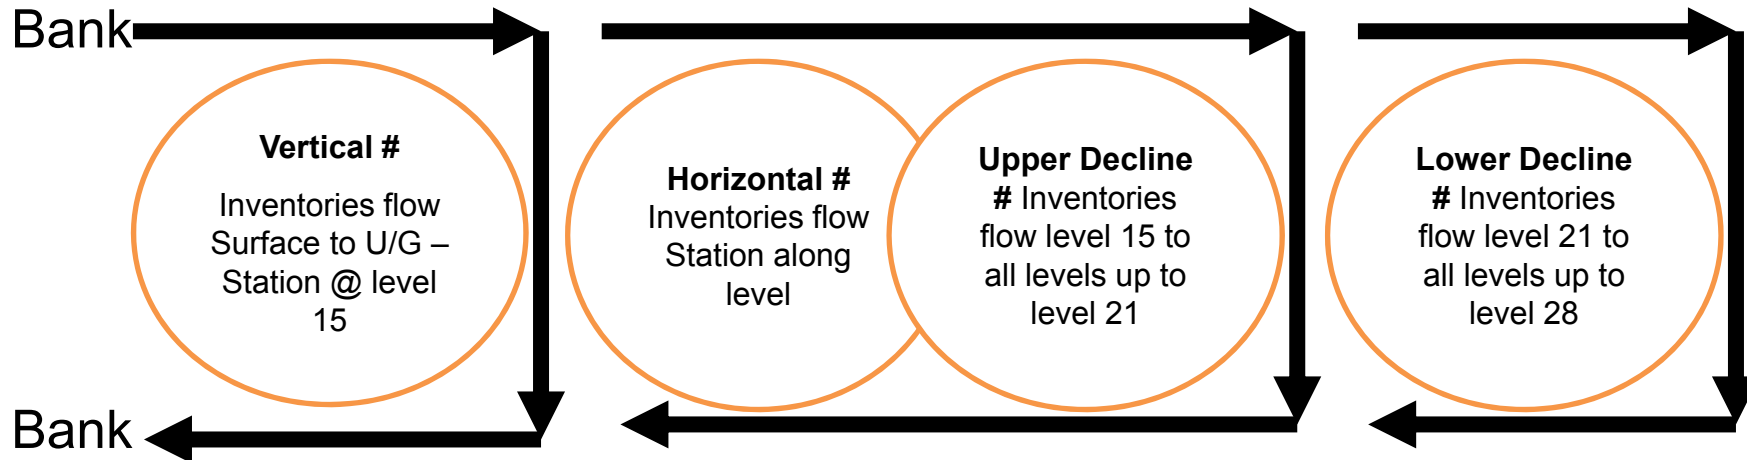 Bank
Vertical #
Inventories flow
Surface to U/G –
Station @ level
15
Horizontal #
Inventories flow
Station along
level
Upper Decline
# Inventories
flow level 15 to
all levels up to
level 21
Lower Decline
# Inventories
flow level 21 to
all levels up to
level 28
Bank